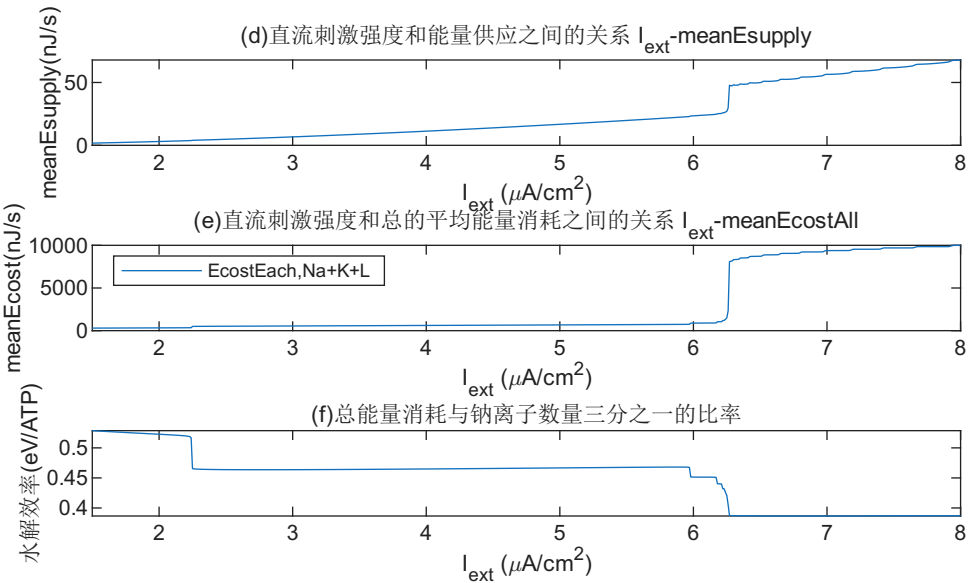 (d)直流刺激强度和能量供应之间的关系 I_ext-meanEsupply
meanEsupply(nJ/s)
50
0
2 3 4 5 6 7 8
I_ext (μA/cm²)
(e)直流刺激强度和总的平均能量消耗之间的关系 I_ext-meanEcostAll
meanEcost(nJ/s)
10000
5000
0
EcostEach,Na+K+L
2 3 4 5 6 7 8
I_ext (μA/cm²)
(f)总能量消耗与钠离子数量三分之一的比率
水解效率(eV/ATP)
0.5
0.45
0.4
2 3 4 5 6 7 8
I_ext (μA/cm²)